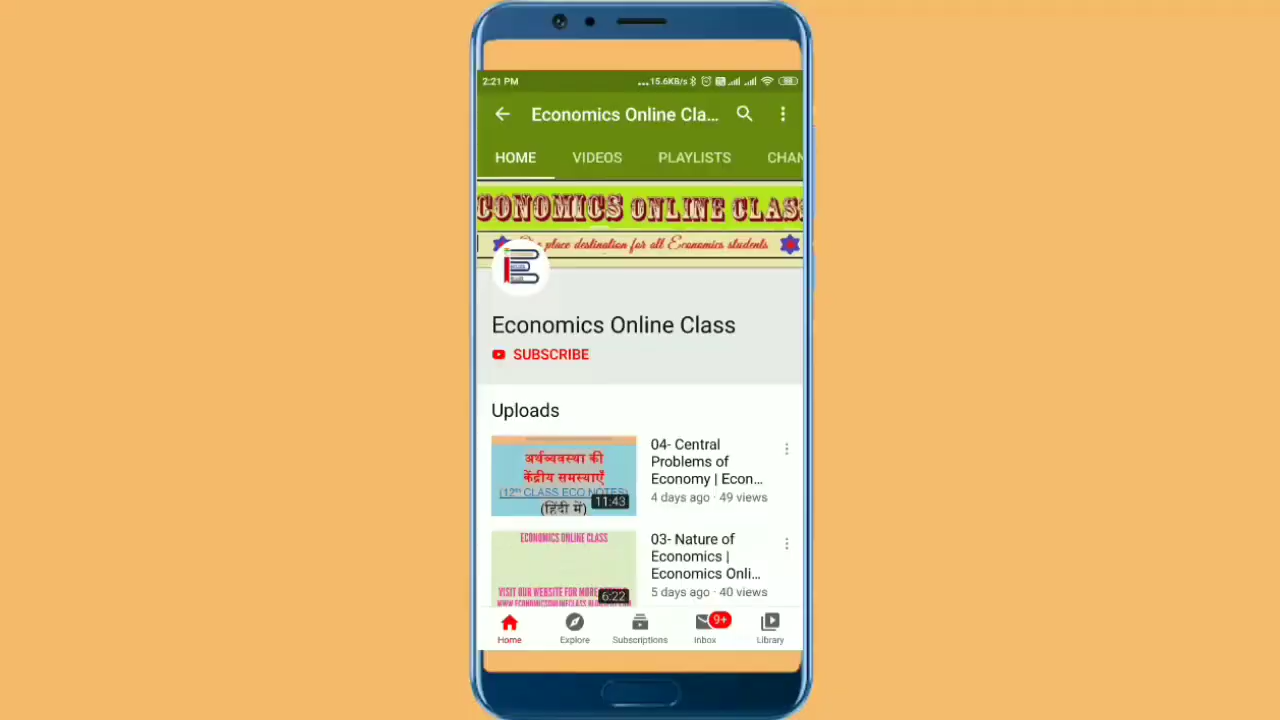 2:21 PM
...15.6KB/s
Economics Online Cla...
HOME VIDEOS PLAYLISTS CHAN
CONOMICS ONLINE CLAS
place destination for all Economics students
Economics Online Class
SUBSCRIBE
Uploads
अर्थव्यवस्था की
केंद्रीय समस्याएँ
(12th CLASS ECO NOTES)
(हिंदी में)
11:43
04- Central
Problems of
Economy | Econ...
4 days ago · 49 views
ECONOMICS ONLINE CLASS
VISIT OUR WEBSITE FOR MORE
6:22
03- Nature of
Economics |
Economics Onli...
5 days ago · 40 views
9+
Home Explore Subscriptions Inbox Library